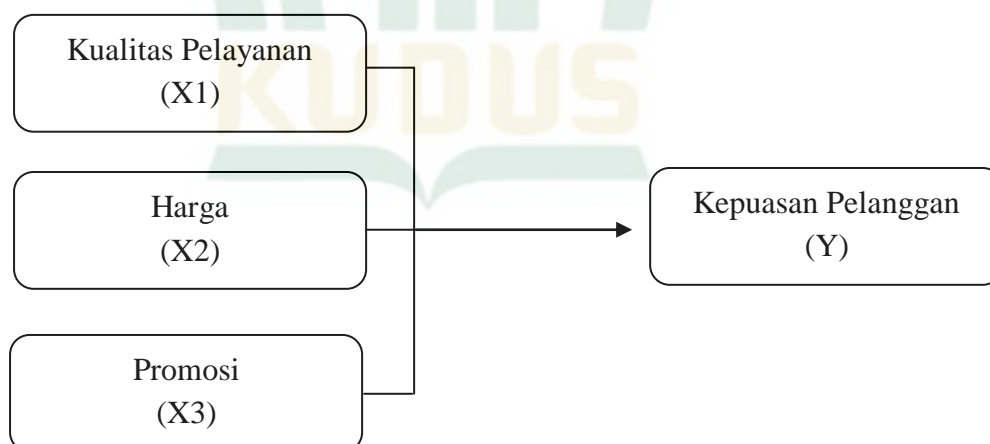 KUDUS
Kualitas Pelayanan
(X1)
Harga
(X2)
Kepuasan Pelanggan
(Y)
Promosi
(X3)